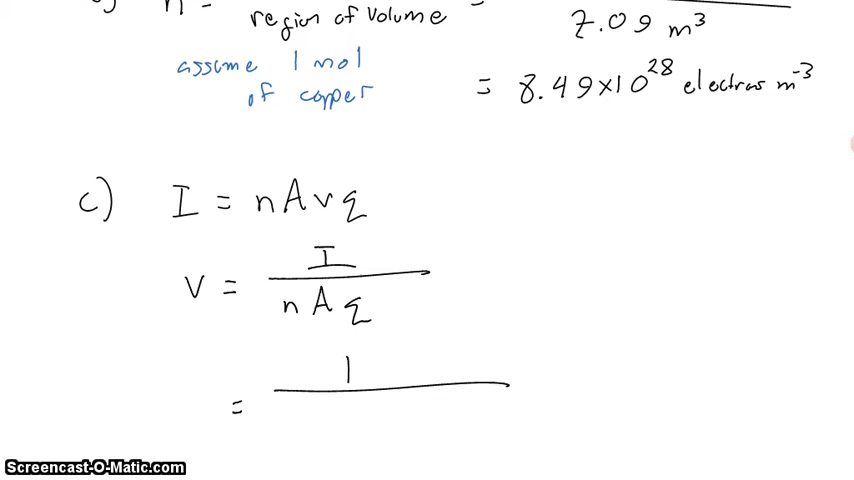 n =
region of volume =
7.09 m³
assume 1 mol
of copper
= 8.49×10²⁸ electrons m⁻³
c) I = nAvq
v = I / nAq
= 1
Screencast-O-Matic.com